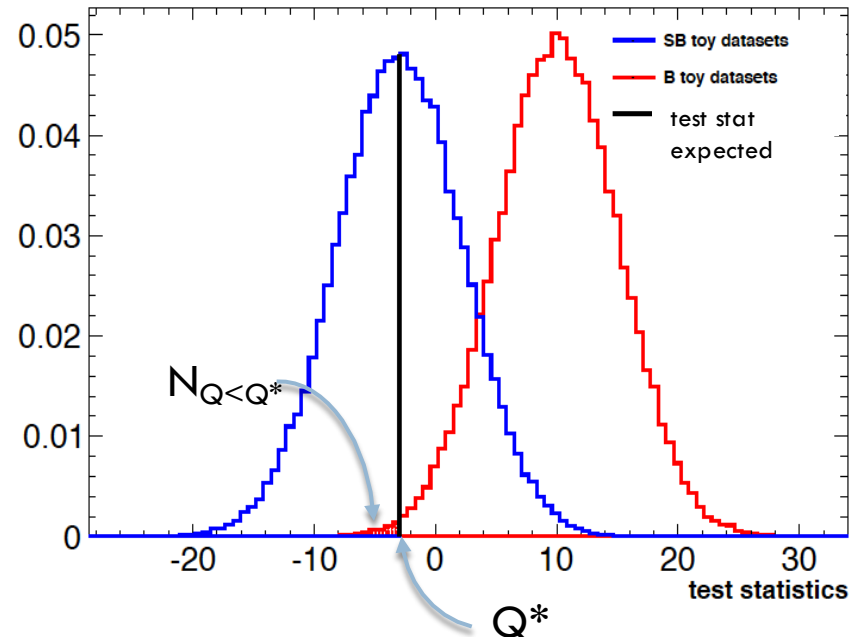 0.05
0.04
0.03
0.02
0.01
0
-20 -10 0 10 20 30
test statistics
SB toy datasets
B toy datasets
test stat
expected
N_{Q<Q*}
Q*